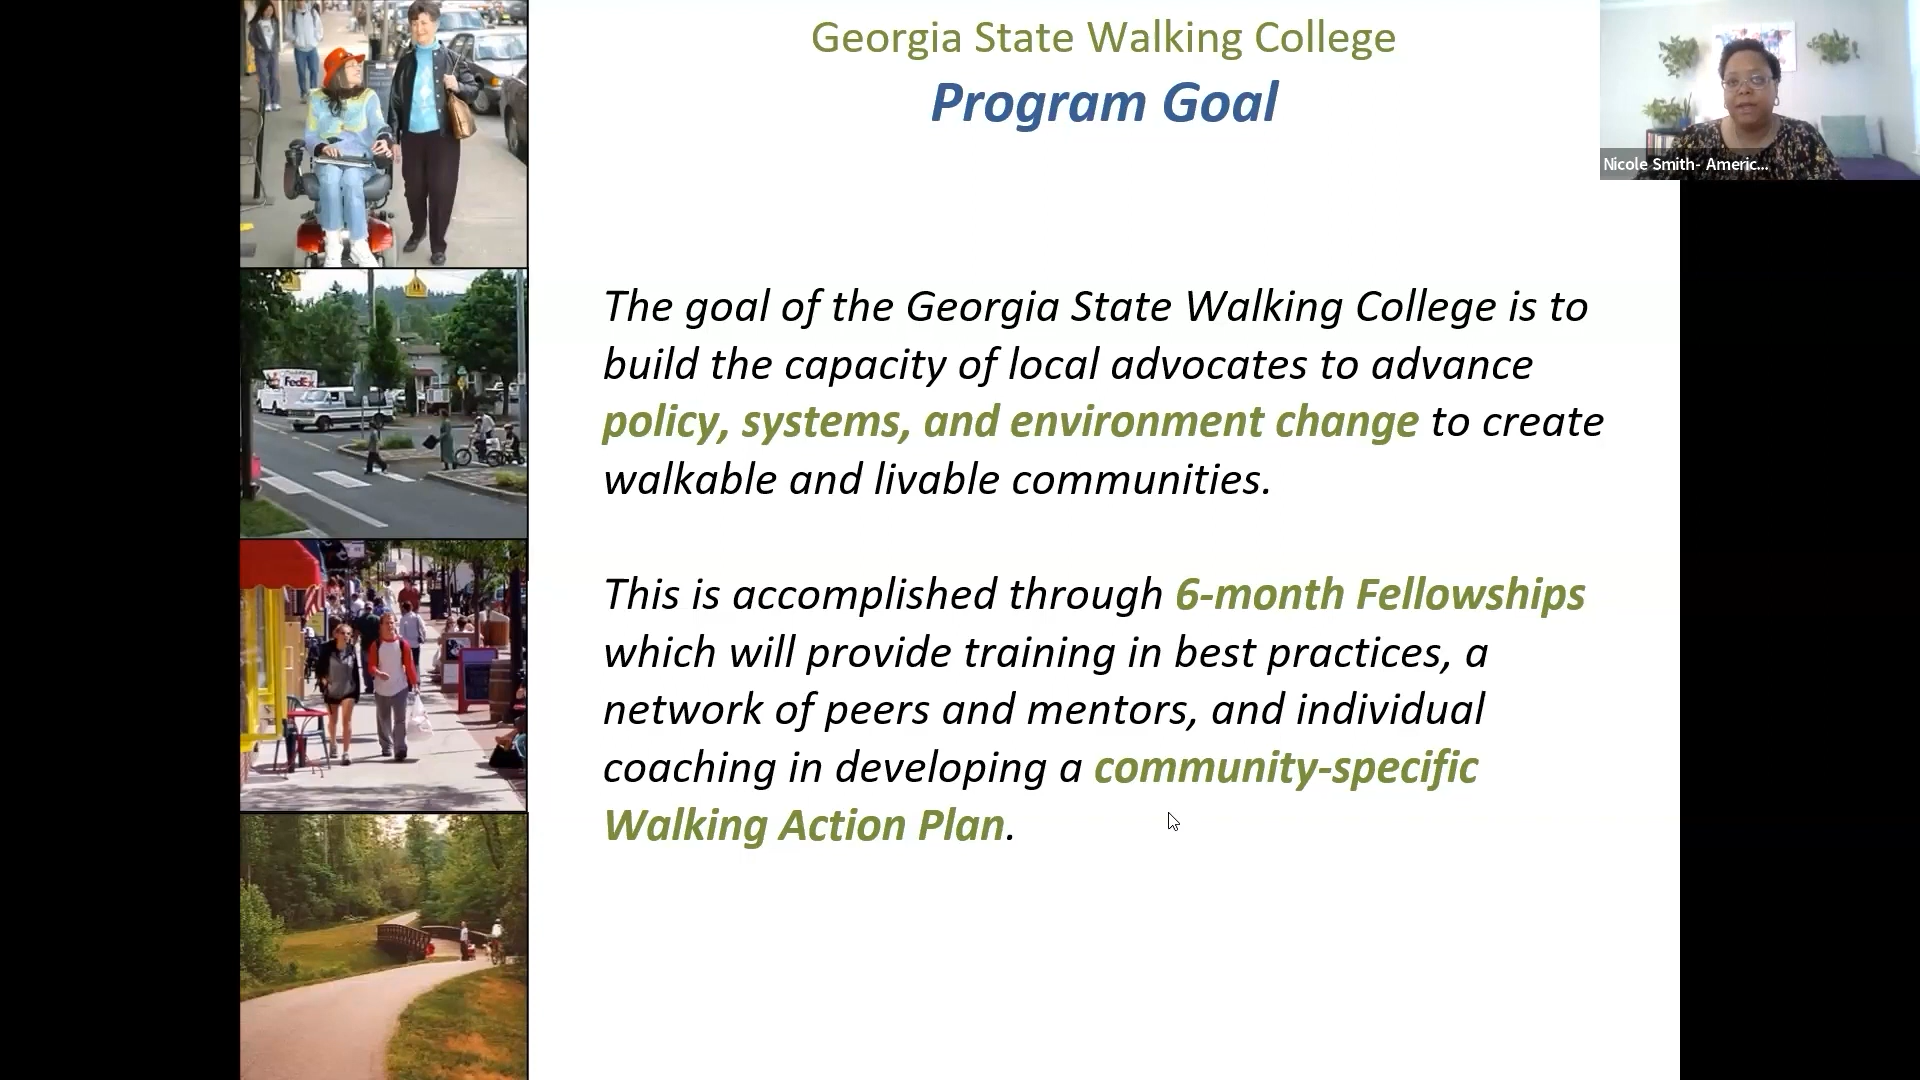 Georgia State Walking College
Program Goal
Nicole Smith- Americ...
The goal of the Georgia State Walking College is to
build the capacity of local advocates to advance
policy, systems, and environment change to create
walkable and livable communities.
This is accomplished through 6-month Fellowships
which will provide training in best practices, a
network of peers and mentors, and individual
coaching in developing a community-specific
Walking Action Plan.
FedEx